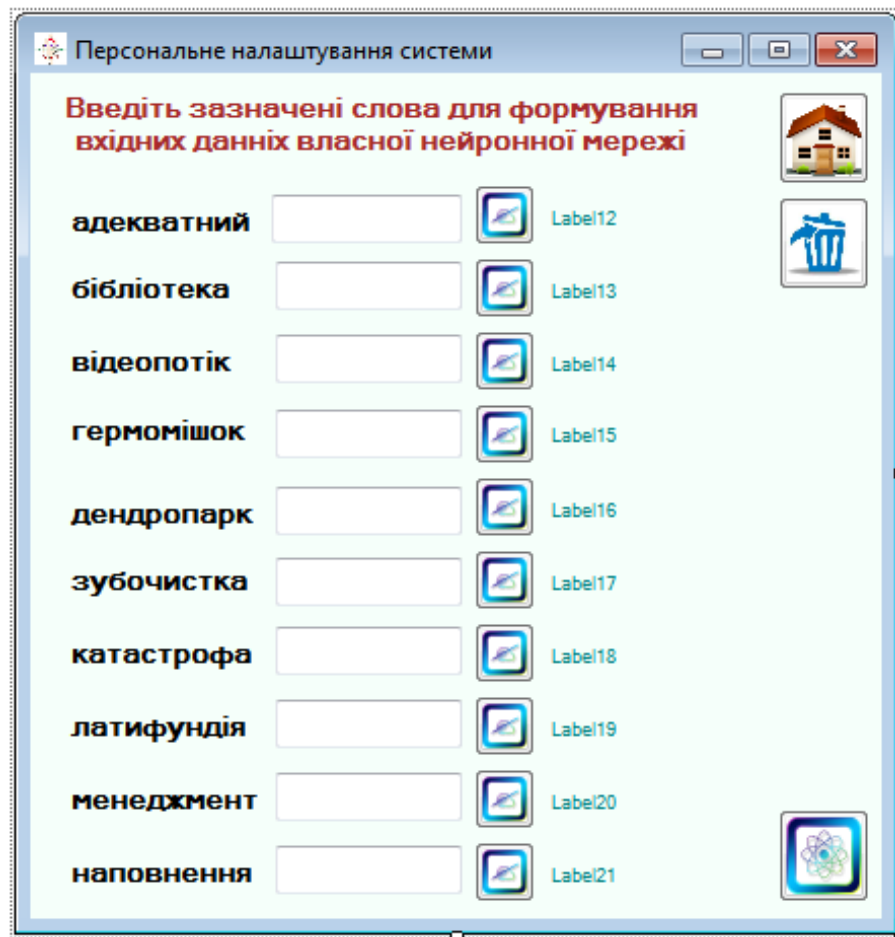 Персональне налаштування системи
Введіть зазначені слова для формування
вхідних данніх власної нейронної мережі
адекватний Label12
бібліотека Label13
відеопотік Label14
гермомішок Label15
дендропарк Label16
зубочистка Label17
катастрофа Label18
латифундія Label19
менеджмент Label20
наповнення Label21